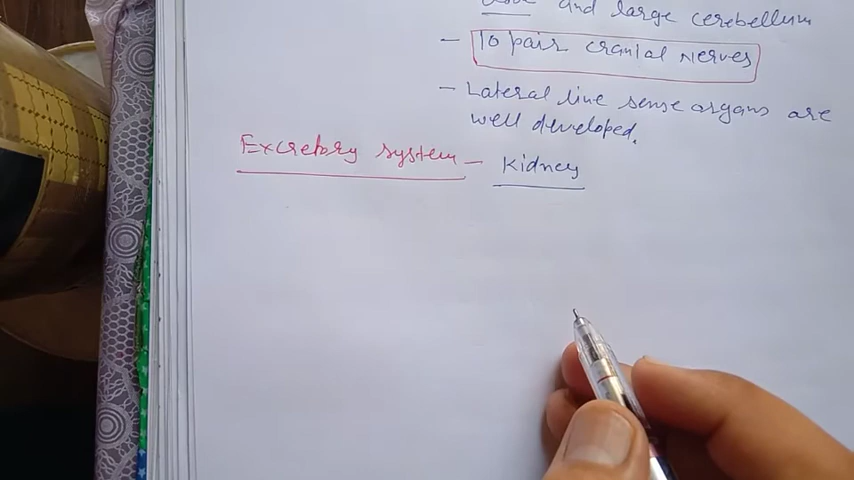 and large cerebellum
- 10 pair cranial nerves
- Lateral line sense organs are
well developed.
Excretory system - Kidney